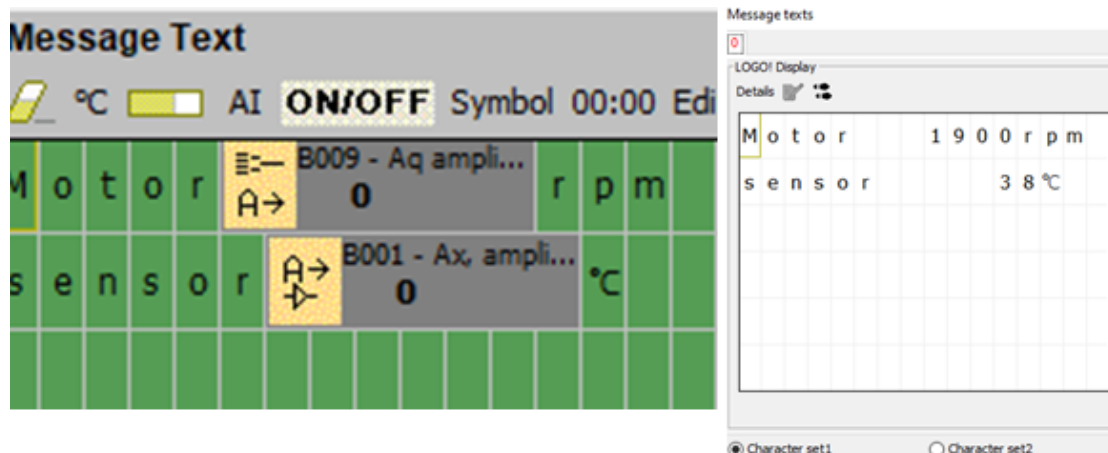 Message Text
°C AI ON/OFF Symbol 00:00 Edi
Motor B009 - Aq ampli... 0 rpm
sensor B001 - Ax, ampli... 0 °C
Message texts
0
LOGO! Display
Details
Motor 1900rpm
sensor 38°C
Character set1 Character set2